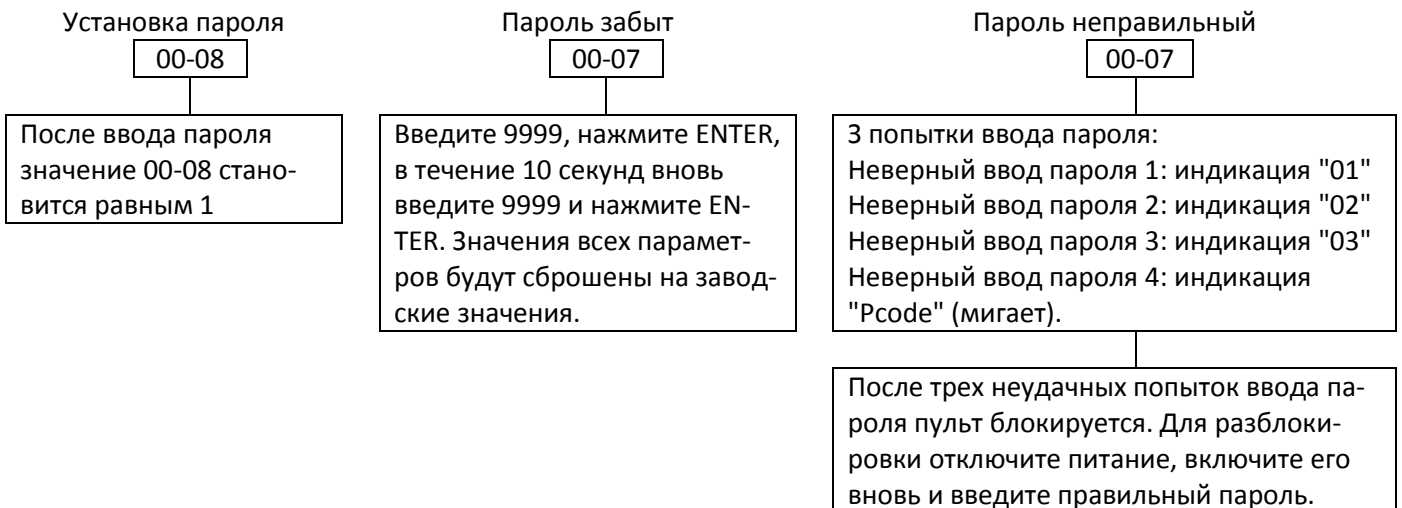 Установка пароля
00-08
После ввода пароля
значение 00-08 стано-
вится равным 1
Пароль забыт
00-07
Введите 9999, нажмите ENTER,
в течение 10 секунд вновь
введите 9999 и нажмите EN-
TER. Значения всех парамет-
ров будут сброшены на завод-
ские значения.
Пароль неправильный
00-07
3 попытки ввода пароля:
Неверный ввод пароля 1: индикация "01"
Неверный ввод пароля 2: индикация "02"
Неверный ввод пароля 3: индикация "03"
Неверный ввод пароля 4: индикация
"Pcode" (мигает).
После трех неудачных попыток ввода па-
роля пульт блокируется. Для разблоки-
ровки отключите питание, включите его
вновь и введите правильный пароль.